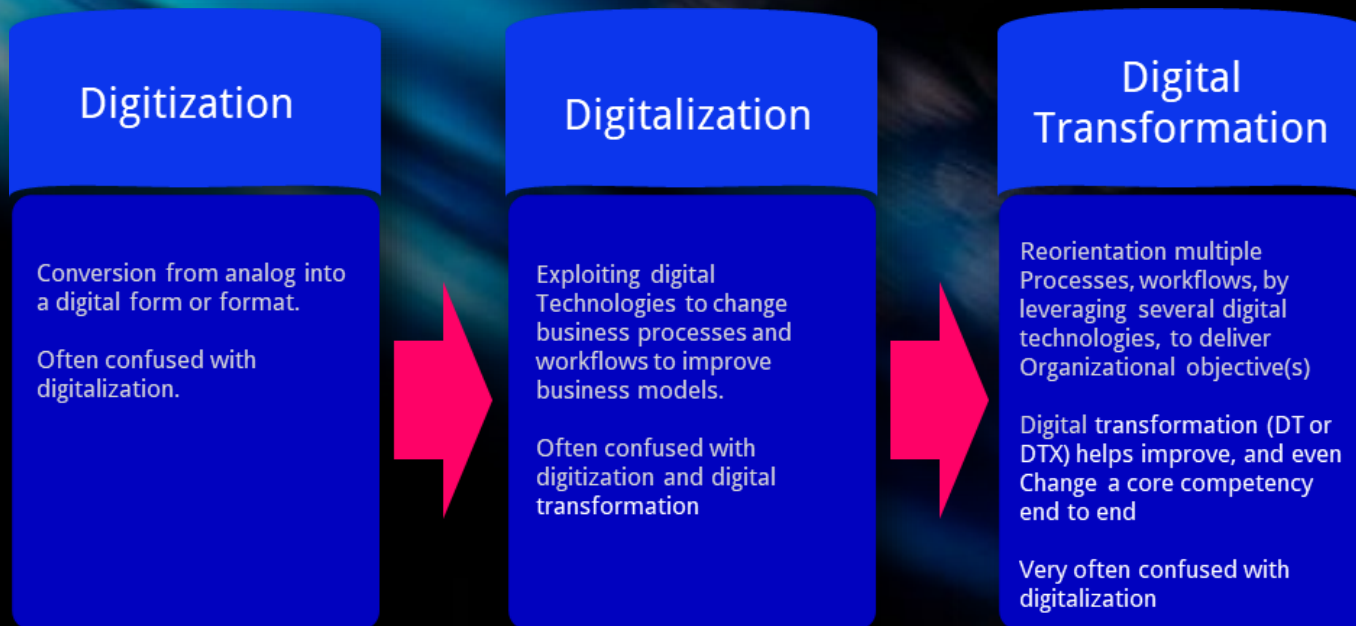 Digitization
Conversion from analog into
a digital form or format.
Often confused with
digitalization.
Digitalization
Exploiting digital
Technologies to change
business processes and
workflows to improve
business models.
Often confused with
digitization and digital
transformation
Digital
Transformation
Reorientation multiple
Processes, workflows, by
leveraging several digital
technologies, to deliver
Organizational objective(s)
Digital transformation (DT or
DTX) helps improve, and even
Change a core competency
end to end
Very often confused with
digitalization